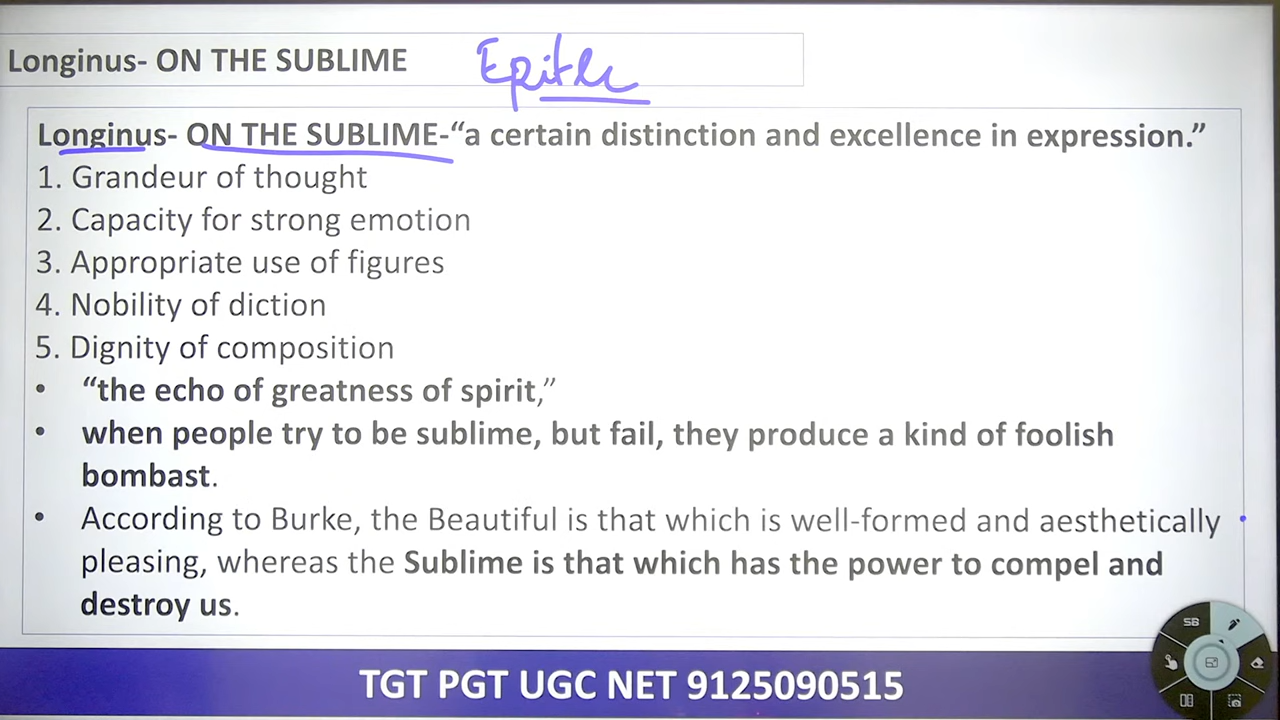 Longinus- ON THE SUBLIME
Longinus- ON THE SUBLIME-“a certain distinction and excellence in expression.”
1. Grandeur of thought
2. Capacity for strong emotion
3. Appropriate use of figures
4. Nobility of diction
5. Dignity of composition
• “the echo of greatness of spirit,”
• when people try to be sublime, but fail, they produce a kind of foolish
bombast.
• According to Burke, the Beautiful is that which is well-formed and aesthetically
pleasing, whereas the Sublime is that which has the power to compel and
destroy us.
SB
TGT PGT UGC NET 9125090515